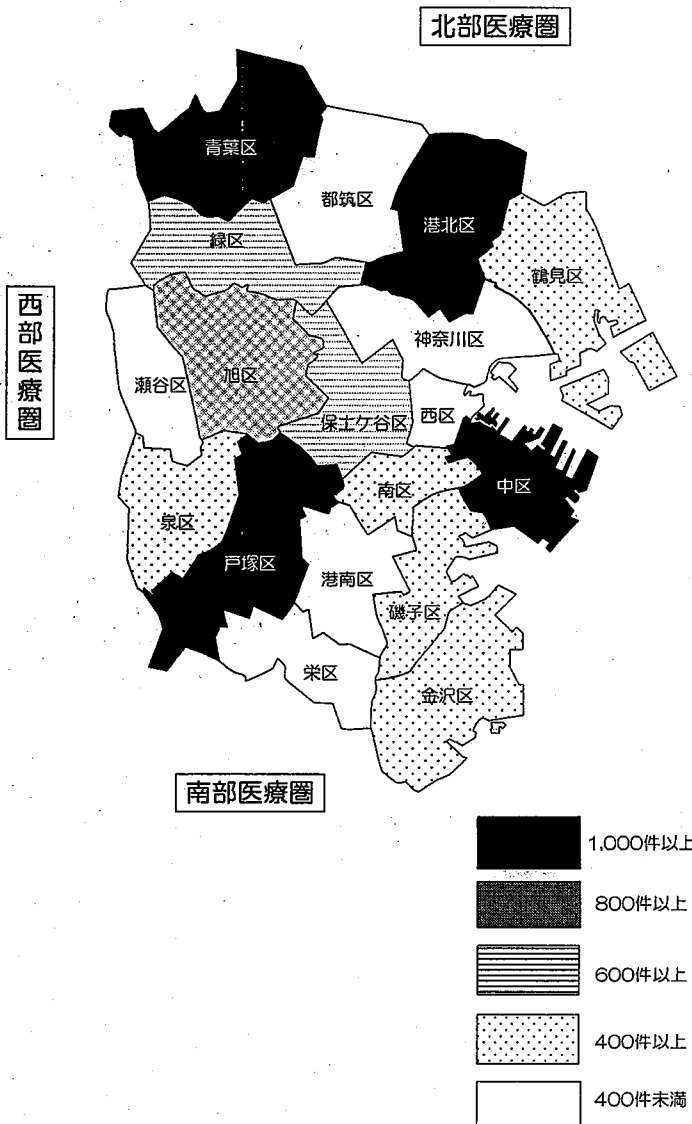 北部医療圏
青葉区
都筑区
港北区
緑区
鶴見区
西部医療圏
神奈川区
瀬谷区
旭区
西区
保土ケ谷区
中区
南区
泉区
戸塚区
港南区
磯子区
栄区
金沢区
南部医療圏
1,000件以上
800件以上
600件以上
400件以上
400件未満